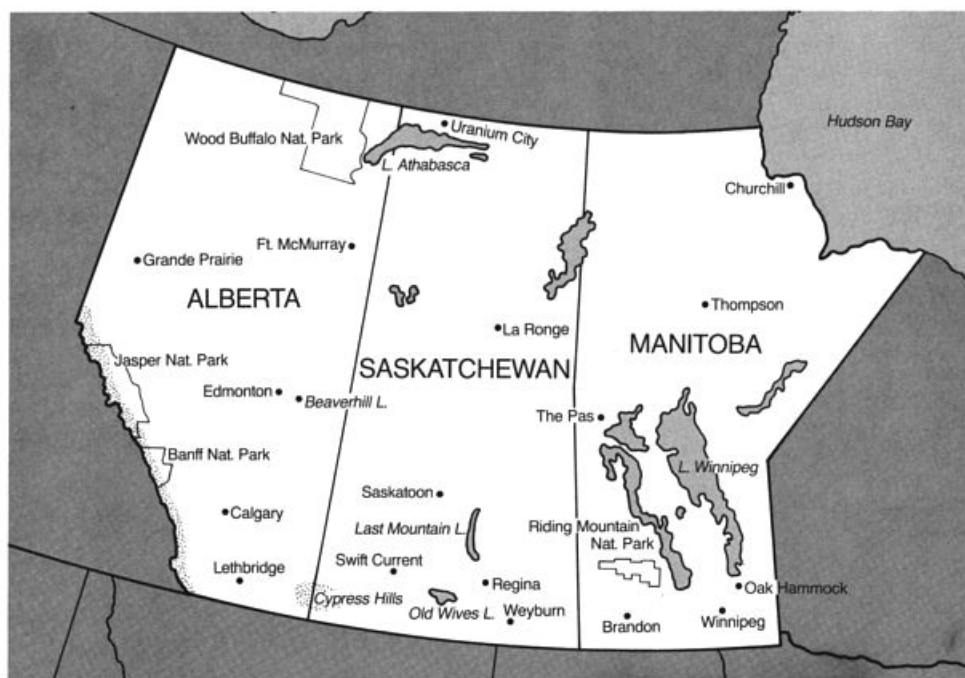 Hudson Bay
Uranium City
Wood Buffalo Nat. Park
L. Athabasca
Churchill
Ft. McMurray
Grande Prairie
ALBERTA
Thompson
La Ronge
MANITOBA
Jasper Nat. Park
SASKATCHEWAN
Edmonton
Beaverhill L.
The Pas
Banff Nat. Park
L. Winnipeg
Saskatoon
Calgary
Last Mountain L.
Riding Mountain
Nat. Park
Swift Current
Lethbridge
Regina
Oak Hammock
Cypress Hills
Old Wives L.
Weyburn
Brandon
Winnipeg